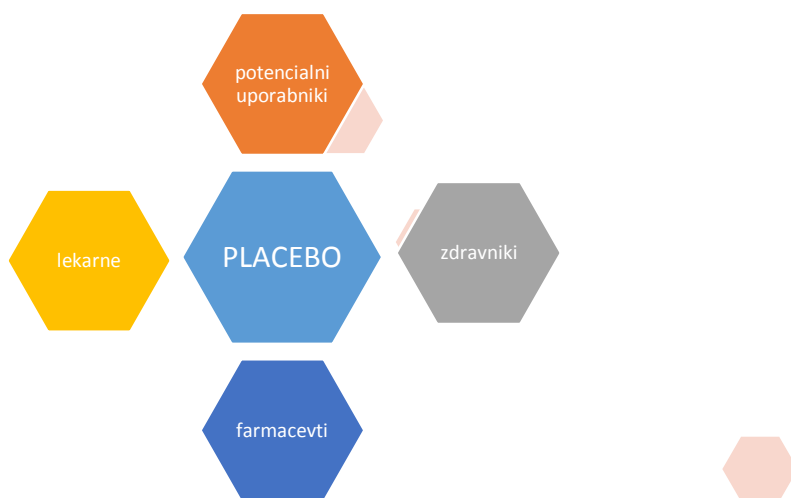 potencialni
uporabniki
lekarne
PLACEBO
zdravniki
farmacevti